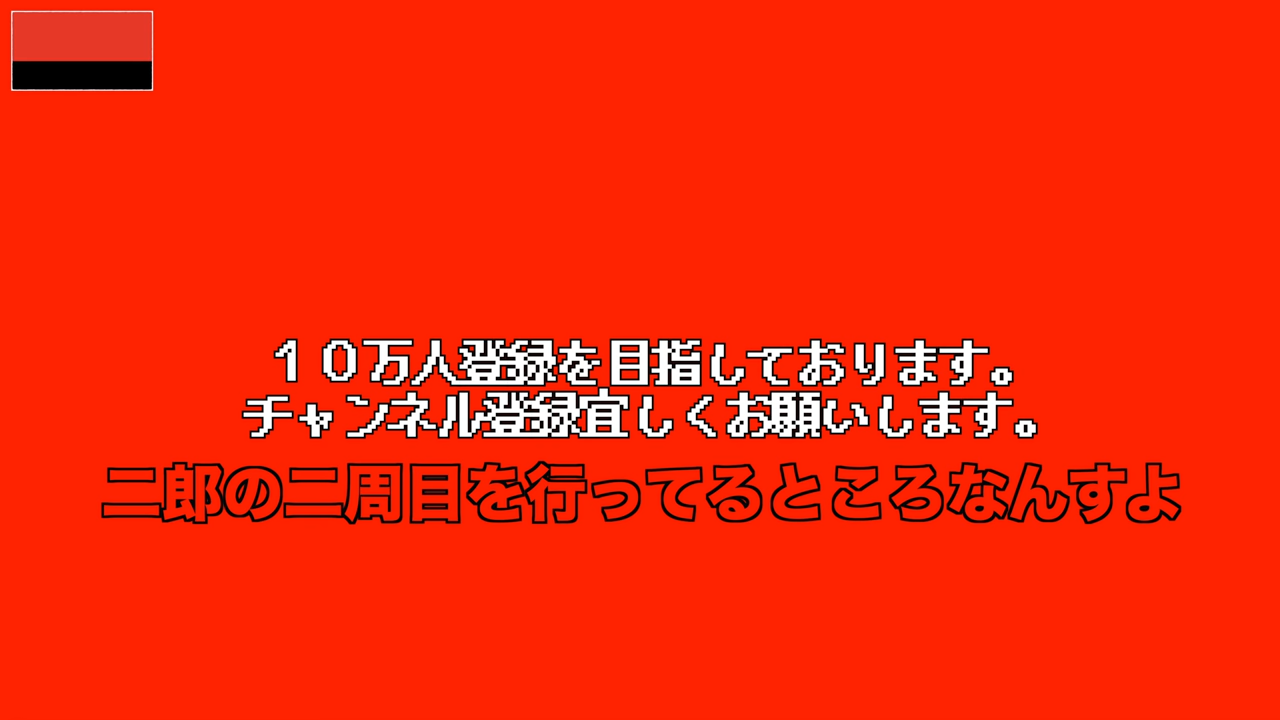 １０万人登録を目指しております。
チャンネル登録宜しくお願いします。
二郎の二周目を行ってるところなんすよ